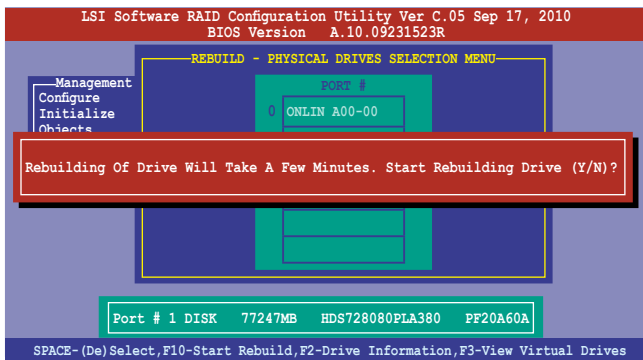 LSI Software RAID Configuration Utility Ver C.05 Sep 17, 2010
BIOS Version A.10.09231523R
REBUILD - PHYSICAL DRIVES SELECTION MENU
Management
Configure
Initialize
Objects
PORT #
0 ONLIN A00-00
Rebuilding Of Drive Will Take A Few Minutes. Start Rebuilding Drive (Y/N)?
Port # 1 DISK 77247MB HDS728080PLA380 PF20A60A
SPACE-(De)Select,F10-Start Rebuild,F2-Drive Information,F3-View Virtual Drives